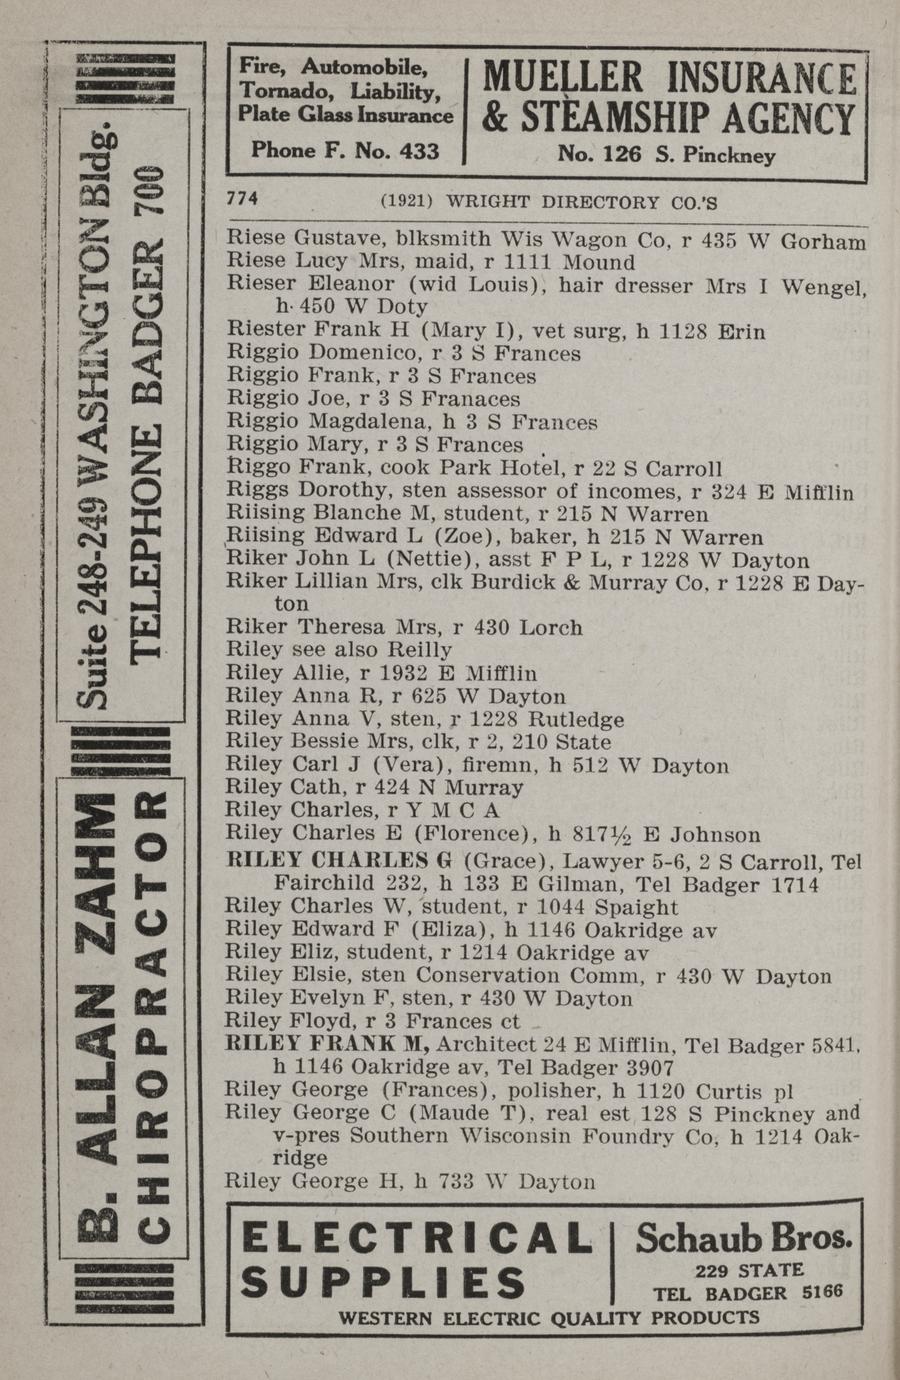 Fire, Automobile,
Tornado, Liability,
Plate Glass Insurance
Phone F. No. 433
MUELLER INSURANCE
& STEAMSHIP AGENCY
No. 126 S. Pinckney
774 (1921) WRIGHT DIRECTORY CO.'S
Riese Gustave, blksmith Wis Wagon Co, r 435 W Gorham
Riese Lucy Mrs, maid, r 1111 Mound
Rieser Eleanor (wid Louis), hair dresser Mrs I Wengel,
h 450 W Doty
Riester Frank H (Mary I), vet surg, h 1128 Erin
Riggio Domenico, r 3 S Frances
Riggio Frank, r 3 S Frances
Riggio Joe, r 3 S Franaces
Riggio Magdalena, h 3 S Frances
Riggio Mary, r 3 S Frances
Riggo Frank, cook Park Hotel, r 22 S Carroll
Riggs Dorothy, sten assessor of incomes, r 324 E Mifflin
Riising Blanche M, student, r 215 N Warren
Riising Edward L (Zoe), baker, h 215 N Warren
Riker John L (Nettie), asst F P L, r 1228 W Dayton
Riker Lillian Mrs, clk Burdick & Murray Co, r 1228 E Day-
ton
Riker Theresa Mrs, r 430 Lorch
Riley see also Reilly
Riley Allie, r 1932 E Mifflin
Riley Anna R, r 625 W Dayton
Riley Anna V, sten, r 1228 Rutledge
Riley Bessie Mrs, clk, r 2, 210 State
Riley Carl J (Vera), firemn, h 512 W Dayton
Riley Cath, r 424 N Murray
Riley Charles, r Y M C A
Riley Charles E (Florence), h 817½ E Johnson
RILEY CHARLES G (Grace), Lawyer 5-6, 2 S Carroll, Tel
Fairchild 232, h 133 E Gilman, Tel Badger 1714
Riley Charles W, student, r 1044 Spaight
Riley Edward F (Eliza), h 1146 Oakridge av
Riley Eliz, student, r 1214 Oakridge av
Riley Elsie, sten Conservation Comm, r 430 W Dayton
Riley Evelyn F, sten, r 430 W Dayton
Riley Floyd, r 3 Frances ct
RILEY FRANK M, Architect 24 E Mifflin, Tel Badger 5841,
h 1146 Oakridge av, Tel Badger 3907
Riley George (Frances), polisher, h 1120 Curtis pl
Riley George C (Maude T), real est 128 S Pinckney and
v-pres Southern Wisconsin Foundry Co, h 1214 Oak-
ridge
Riley George H, h 733 W Dayton
ELECTRICAL
SUPPLIES
Schaub Bros.
229 STATE
TEL BADGER 5166
WESTERN ELECTRIC QUALITY PRODUCTS
B. ALLAN ZAHM
CHIROPRACTOR
Suite 248-249 WASHINGTON Bldg.
TELEPHONE BADGER 700